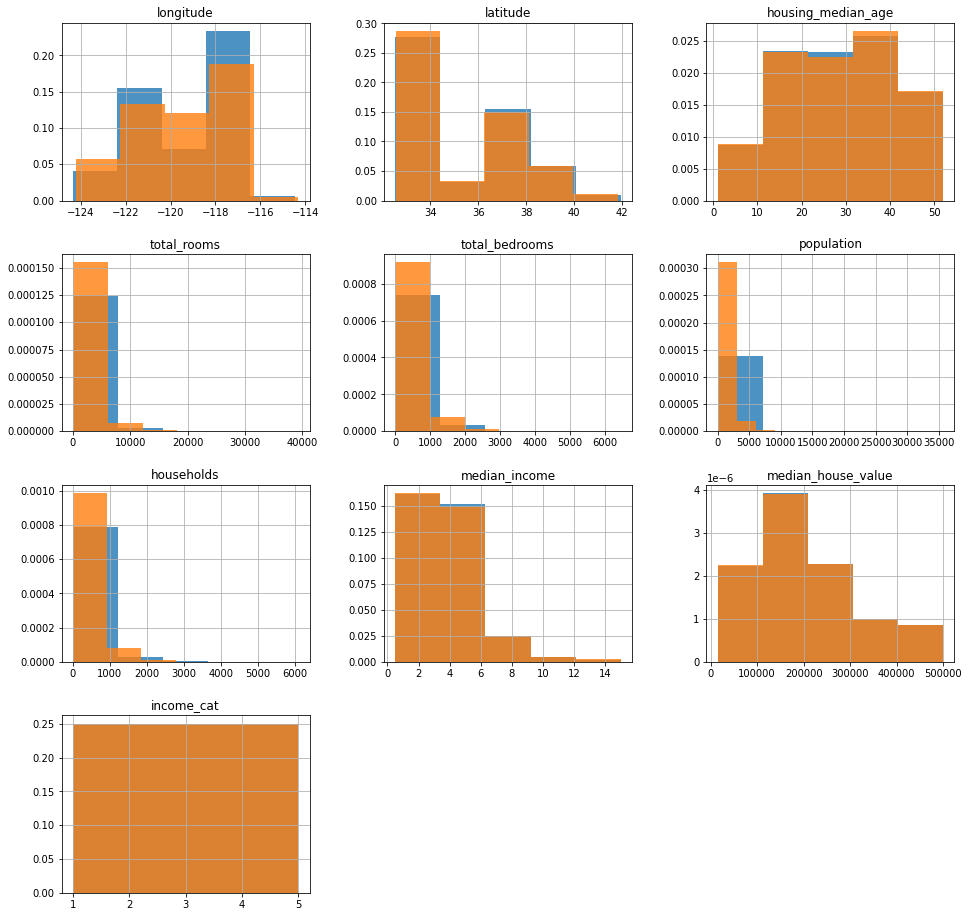 longitude
0.20
0.15
0.10
0.05
0.00
−124 −122 −120 −118 −116 −114
latitude
0.30
0.25
0.20
0.15
0.10
0.05
0.00
34 36 38 40 42
housing_median_age
0.025
0.020
0.015
0.010
0.005
0.000
0 10 20 30 40 50
total_rooms
0.000150
0.000125
0.000100
0.000075
0.000050
0.000025
0.000000
0 10000 20000 30000 40000
total_bedrooms
0.0008
0.0006
0.0004
0.0002
0.0000
0 1000 2000 3000 4000 5000 6000
population
0.00030
0.00025
0.00020
0.00015
0.00010
0.00005
0.00000
0 5000 10000 15000 20000 25000 30000 35000
households
0.0010
0.0008
0.0006
0.0004
0.0002
0.0000
0 1000 2000 3000 4000 5000 6000
median_income
0.150
0.125
0.100
0.075
0.050
0.025
0.000
0 2 4 6 8 10 12 14
median_house_value
1e−6
4
3
2
1
0
0 100000 200000 300000 400000 500000
income_cat
0.25
0.20
0.15
0.10
0.05
0.00
1 2 3 4 5